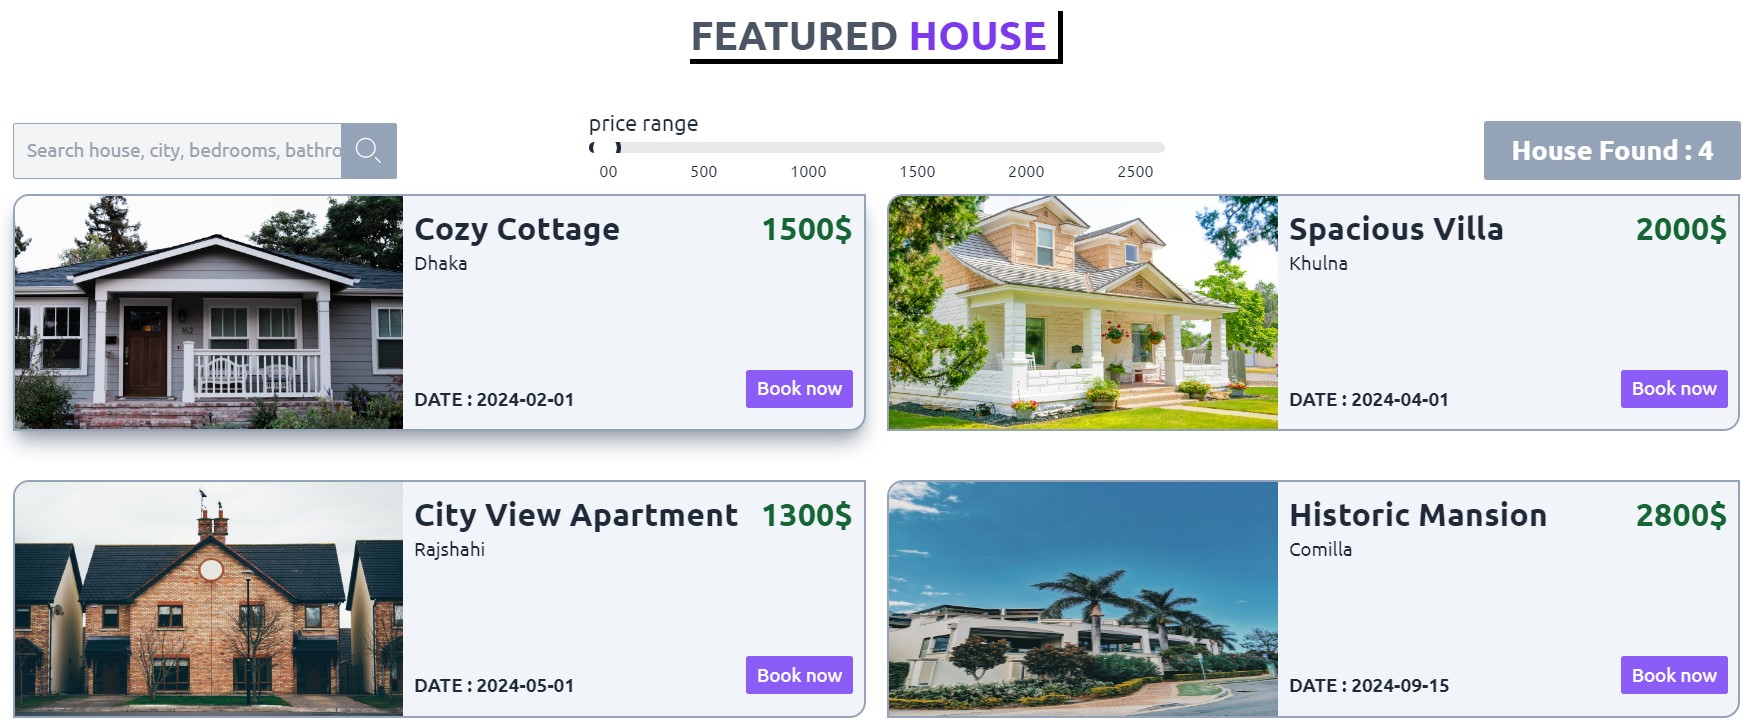 FEATURED HOUSE
Search house, city, bedrooms, bathro
price range
00 500 1000 1500 2000 2500
House Found : 4
Cozy Cottage 1500$
Dhaka
162
DATE : 2024-02-01
Book now
Spacious Villa 2000$
Khulna
DATE : 2024-04-01
Book now
City View Apartment 1300$
Rajshahi
DATE : 2024-05-01
Book now
Historic Mansion 2800$
Comilla
DATE : 2024-09-15
Book now